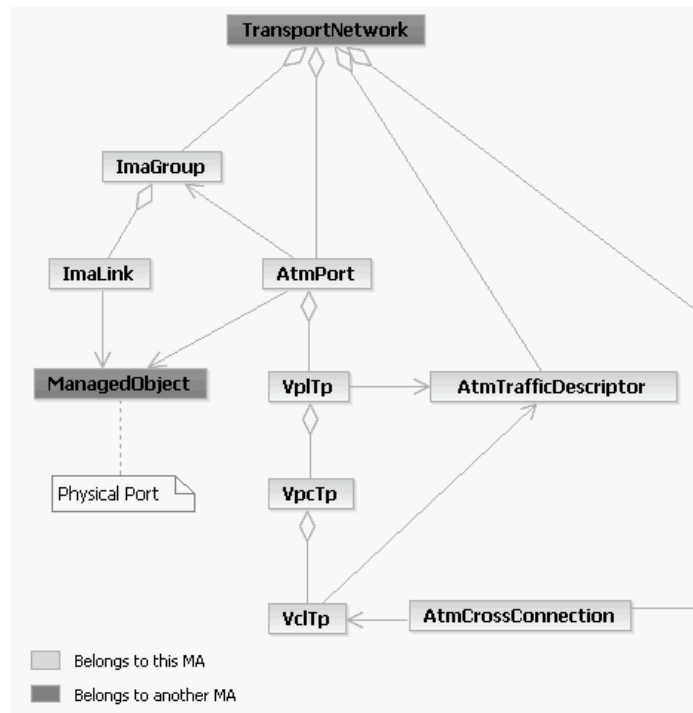 TransportNetwork
ImaGroup
ImaLink
AtmPort
ManagedObject
VplTp
AtmTrafficDescriptor
Physical Port
VpcTp
VclTp
AtmCrossConnection
Belongs to this MA
Belongs to another MA